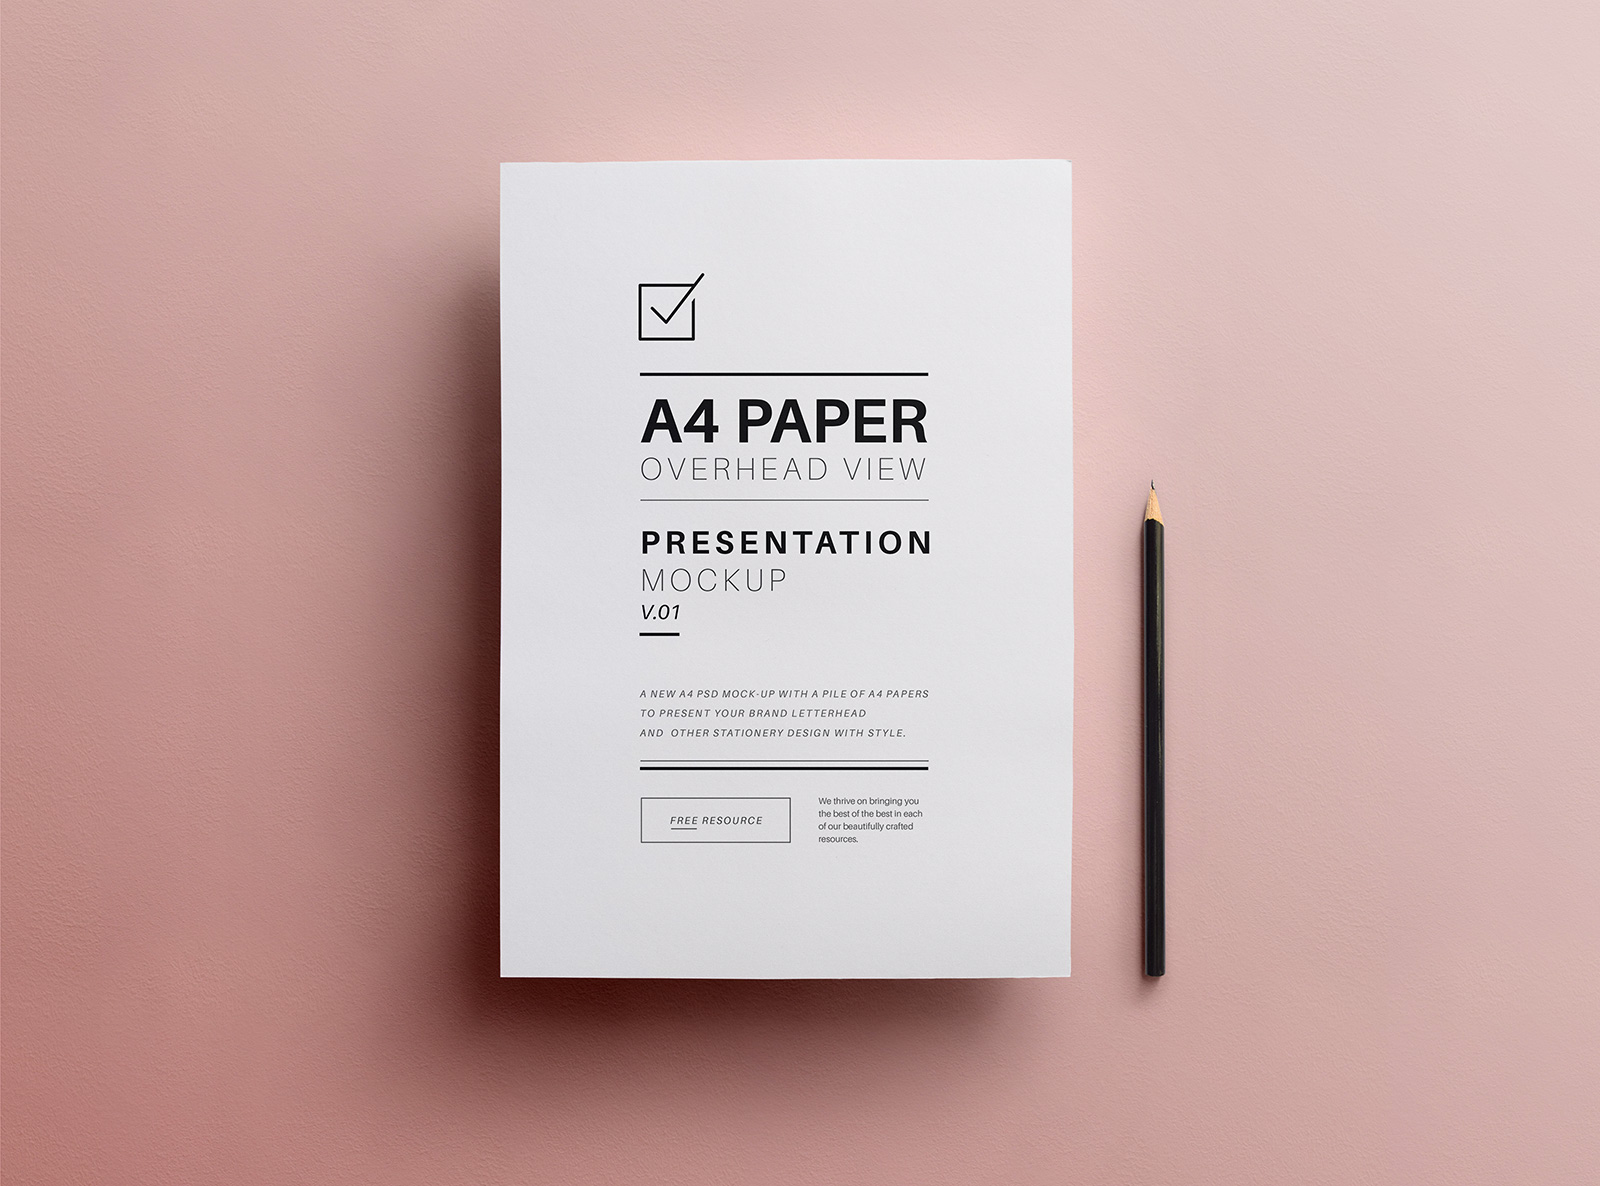 A4 PAPER
OVERHEAD VIEW
PRESENTATION
MOCKUP
V.01
A NEW A4 PSD MOCK-UP WITH A PILE OF A4 PAPERS
TO PRESENT YOUR BRAND LETTERHEAD
AND OTHER STATIONERY DESIGN WITH STYLE.
FREE RESOURCE
We thrive on bringing you
the best of the best in each
of our beautifully crafted
resources.